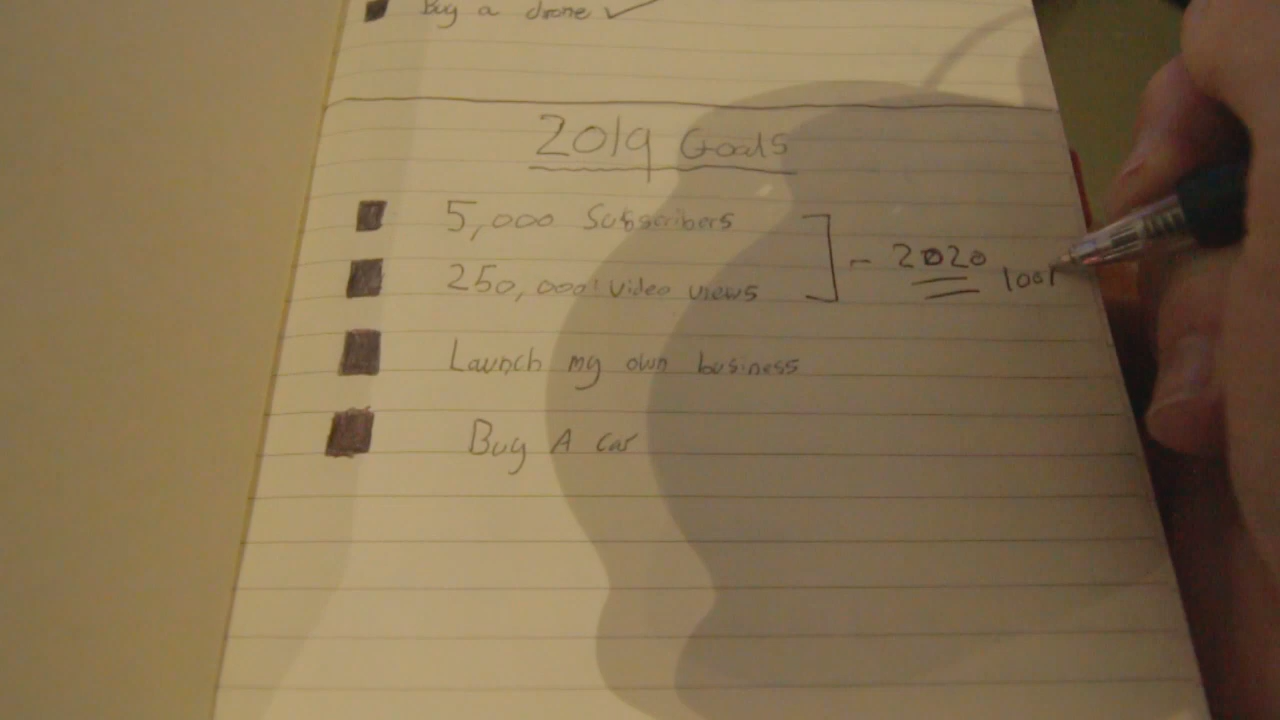 Buy a drone ✓
2019 Goals
5,000 Subscribers
250,000! Video views
] - 2020
Launch my own business
Buy A car